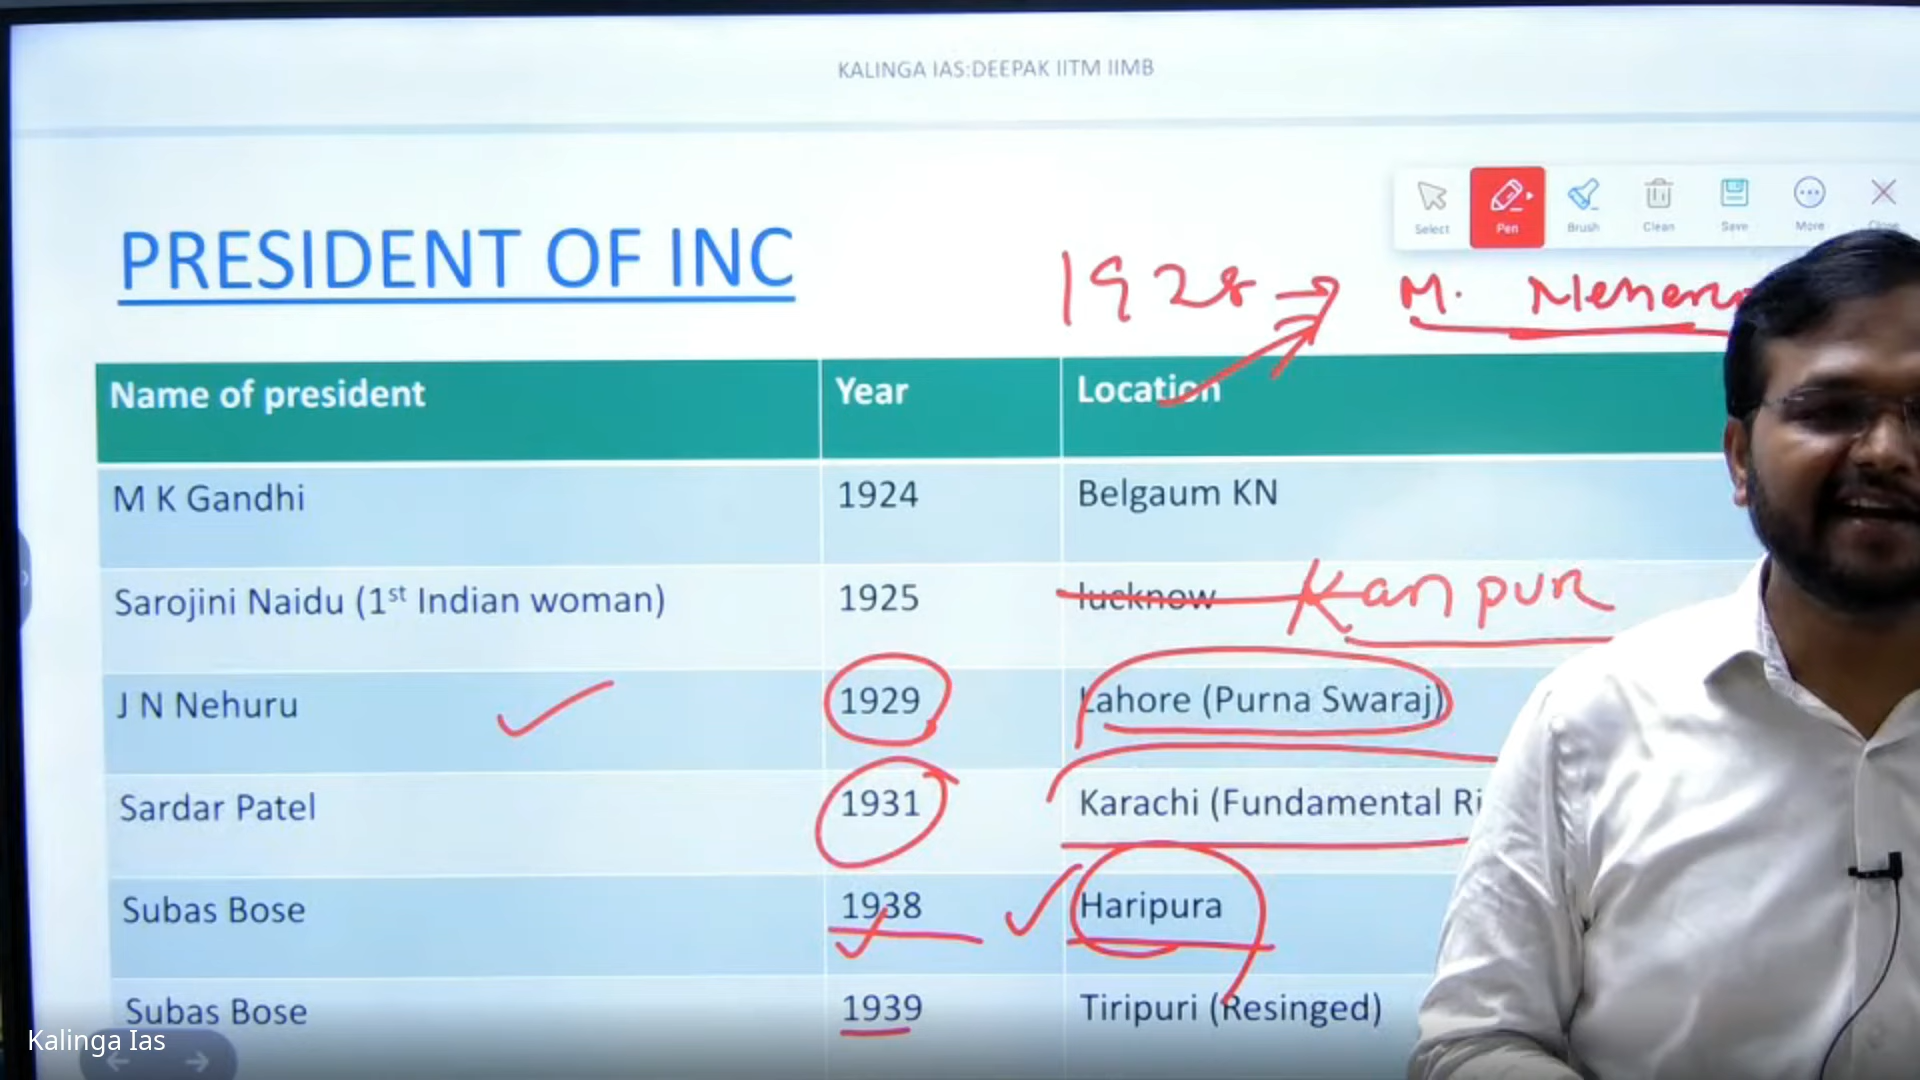 KALINGA IAS:DEEPAK IITM IIMB
Select Pen Brush Clean Save More Close
PRESIDENT OF INC
1928 → M.
Name of president Year Location
M K Gandhi 1924 Belgaum KN
Sarojini Naidu (1st Indian woman) 1925 lucknow Kanpur
J N Nehuru 1929 Lahore (Purna Swaraj)
Sardar Patel 1931 Karachi (Fundamental Ri
Subas Bose 1938 Haripura
Subas Bose 1939 Tiripuri (Resinged)
Kalinga Ias